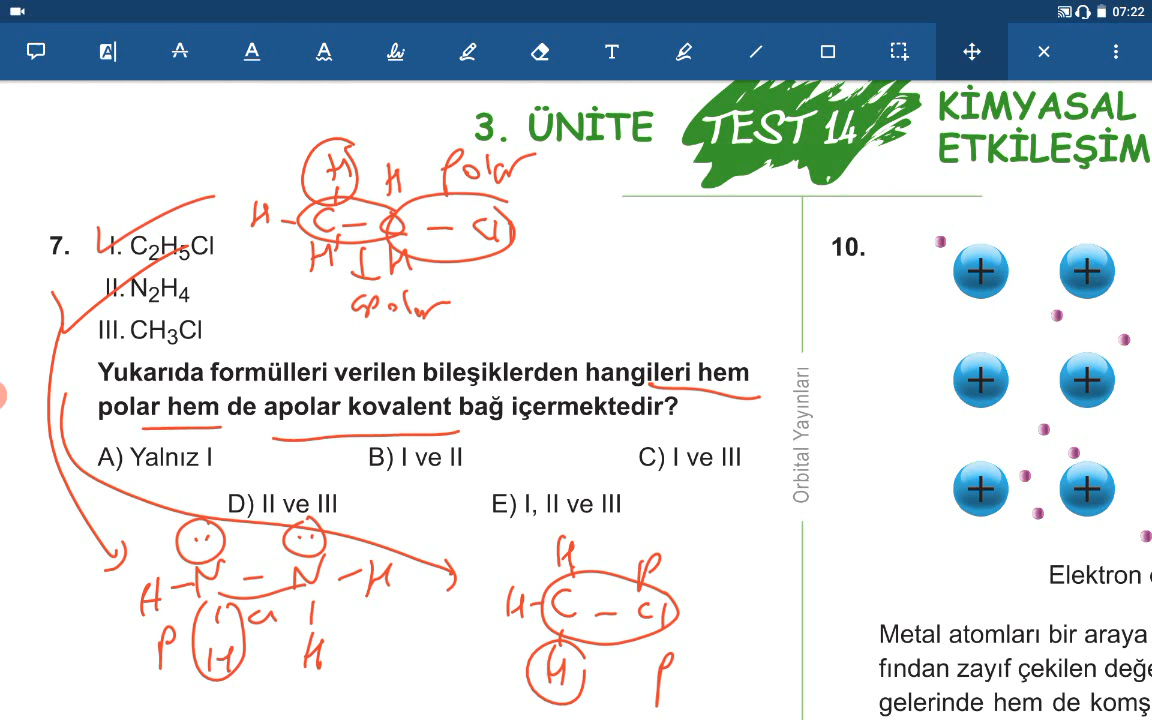 07:22
3. ÜNİTE
TEST 14
KİMYASAL
ETKİLEŞİM
H
H
polar
H - C - C - Cl
H
H
apolar
7. I. C₂H₅Cl
II. N₂H₄
III. CH₃Cl
Yukarıda formülleri verilen bileşiklerden hangileri hem
polar hem de apolar kovalent bağ içermektedir?
A) Yalnız I
B) I ve II
C) I ve III
D) II ve III
E) I, II ve III
H - N - N - H
P
H
a
H
H
P
H - C - Cl
H
P
Orbital Yayınları
10.
+ +
+ +
+ +
Elektron
Metal atomları bir araya
fından zayıf çekilen değe
gelerinde hem de komş